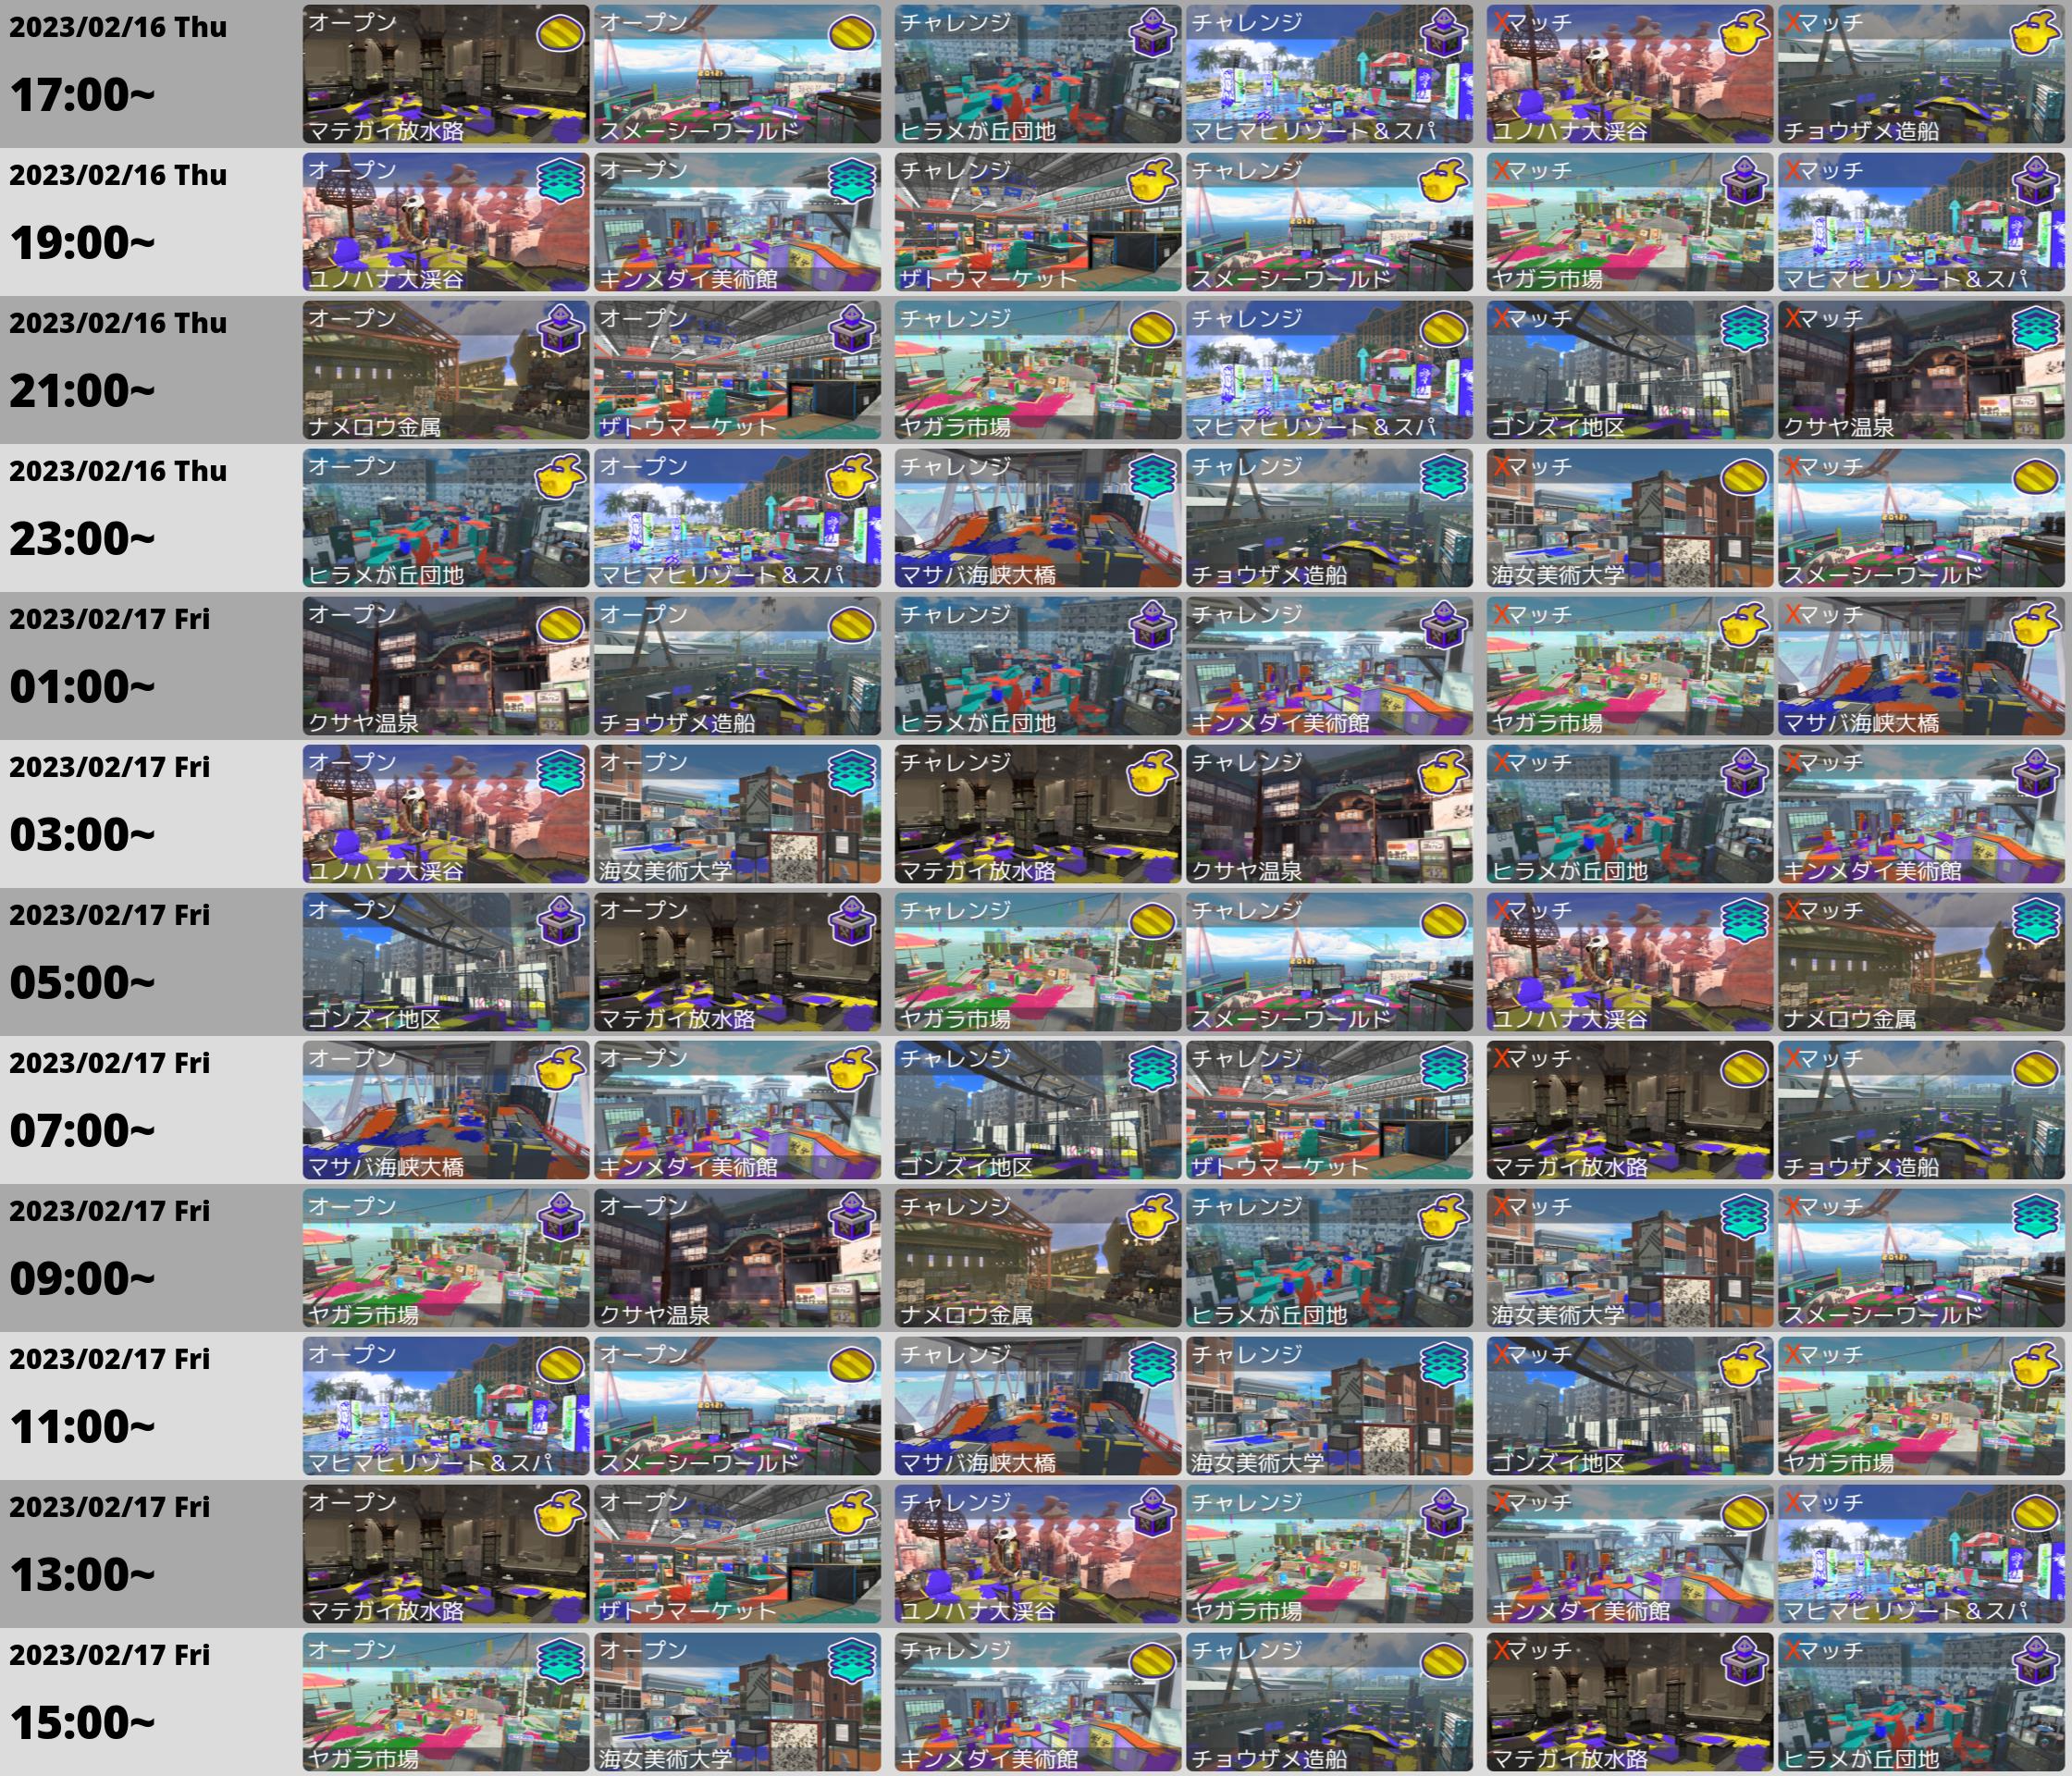 2023/02/16 Thu
17:00~
オープン オープン チャレンジ チャレンジ Xマッチ Xマッチ
マテガイ放水路 スメーシーワールド ヒラメが丘団地 マヒマヒリゾート&スパ ユノハナ大渓谷 チョウザメ造船
2023/02/16 Thu
19:00~
オープン オープン チャレンジ チャレンジ Xマッチ Xマッチ
ユノハナ大渓谷 キンメダイ美術館 ザトウマーケット スメーシーワールド ヤガラ市場 マヒマヒリゾート&スパ
2023/02/16 Thu
21:00~
オープン オープン チャレンジ チャレンジ Xマッチ Xマッチ
ナメロウ金属 ザトウマーケット ヤガラ市場 マヒマヒリゾート&スパ ゴンズイ地区 クサヤ温泉
2023/02/16 Thu
23:00~
オープン オープン チャレンジ チャレンジ Xマッチ Xマッチ
ヒラメが丘団地 マヒマヒリゾート&スパ マサバ海峡大橋 チョウザメ造船 海女美術大学 スメーシーワールド
2023/02/17 Fri
01:00~
オープン オープン チャレンジ チャレンジ Xマッチ Xマッチ
クサヤ温泉 チョウザメ造船 ヒラメが丘団地 キンメダイ美術館 ヤガラ市場 マサバ海峡大橋
2023/02/17 Fri
03:00~
オープン オープン チャレンジ チャレンジ Xマッチ Xマッチ
ユノハナ大渓谷 海女美術大学 マテガイ放水路 クサヤ温泉 ヒラメが丘団地 キンメダイ美術館
2023/02/17 Fri
05:00~
オープン オープン チャレンジ チャレンジ Xマッチ Xマッチ
ゴンズイ地区 マテガイ放水路 ヤガラ市場 スメーシーワールド ユノハナ大渓谷 ナメロウ金属
2023/02/17 Fri
07:00~
オープン オープン チャレンジ チャレンジ Xマッチ Xマッチ
マサバ海峡大橋 キンメダイ美術館 ゴンズイ地区 ザトウマーケット マテガイ放水路 チョウザメ造船
2023/02/17 Fri
09:00~
オープン オープン チャレンジ チャレンジ Xマッチ Xマッチ
ヤガラ市場 クサヤ温泉 ナメロウ金属 ヒラメが丘団地 海女美術大学 スメーシーワールド
2023/02/17 Fri
11:00~
オープン オープン チャレンジ チャレンジ Xマッチ Xマッチ
マヒマヒリゾート&スパ スメーシーワールド マサバ海峡大橋 海女美術大学 ゴンズイ地区 ヤガラ市場
2023/02/17 Fri
13:00~
オープン オープン チャレンジ チャレンジ Xマッチ Xマッチ
マテガイ放水路 ザトウマーケット ユノハナ大渓谷 ヤガラ市場 キンメダイ美術館 マヒマヒリゾート&スパ
2023/02/17 Fri
15:00~
オープン オープン チャレンジ チャレンジ Xマッチ Xマッチ
ヤガラ市場 海女美術大学 キンメダイ美術館 チョウザメ造船 マテガイ放水路 ヒラメが丘団地